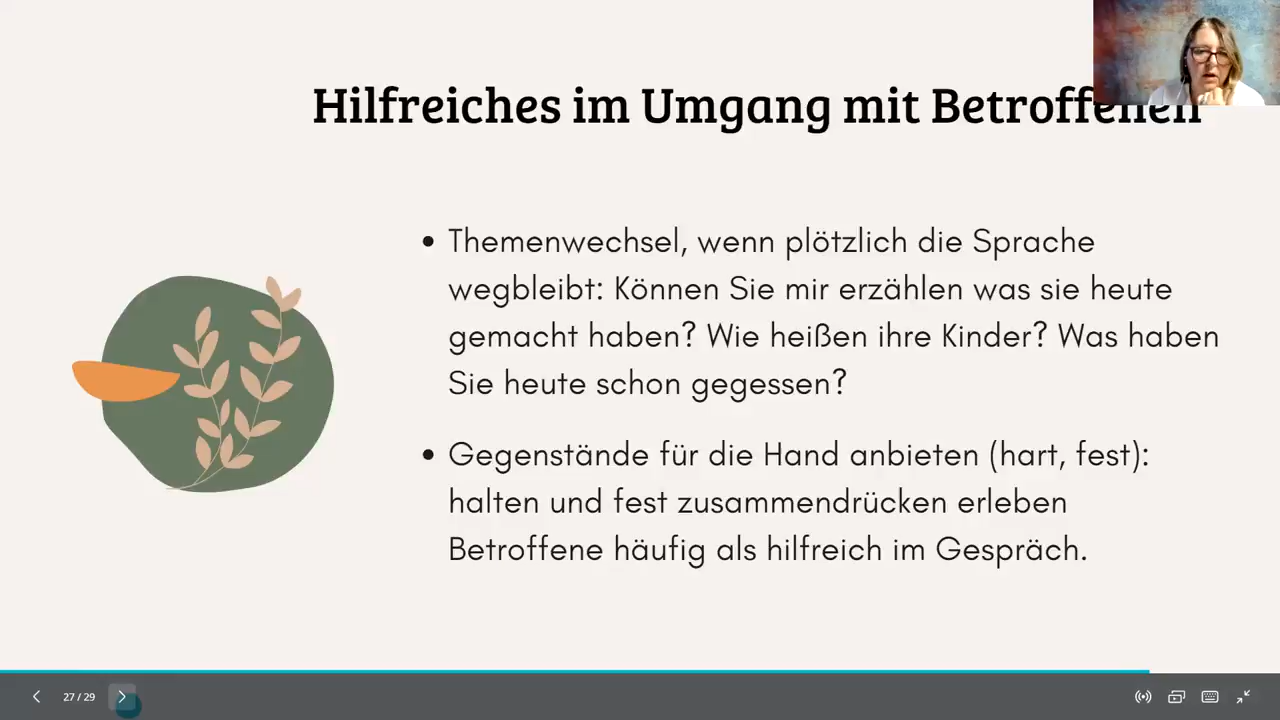 Hilfreiches im Umgang mit Betroffenen
• Themenwechsel, wenn plötzlich die Sprache
wegbleibt: Können Sie mir erzählen was sie heute
gemacht haben? Wie heißen ihre Kinder? Was haben
Sie heute schon gegessen?
• Gegenstände für die Hand anbieten (hart, fest):
halten und fest zusammendrücken erleben
Betroffene häufig als hilfreich im Gespräch.
27 / 29